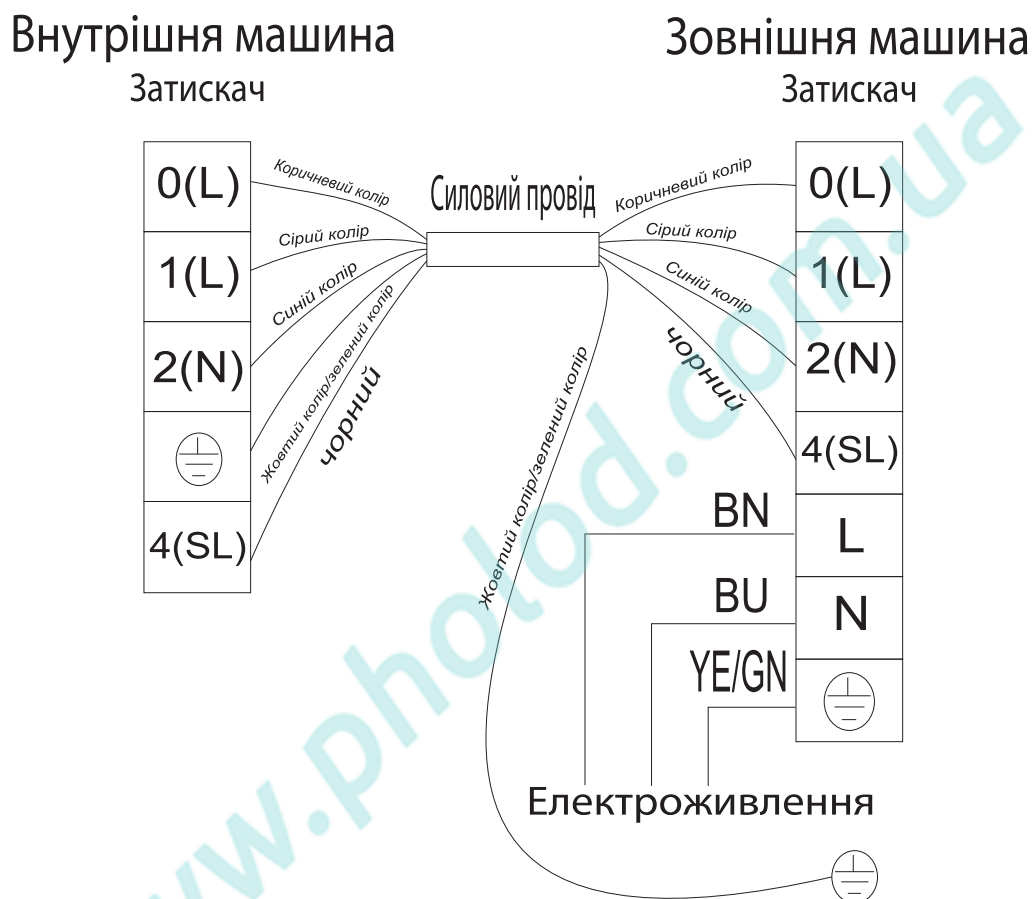 Внутрішня машина
Затискач
0(L)
1(L)
2(N)
4(SL)
Коричневий колір
Сірий колір
Синій колір
Жовтий колір/зелений колір
чорний
Силовий провід
Зовнішня машина
Затискач
Коричневий колір
Сірий колір
Синій колір
чорний
Жовтий колір/зелений колір
0(L)
1(L)
2(N)
4(SL)
BN
L
BU
N
YE/GN
Електроживлення
www.pholod.com.ua